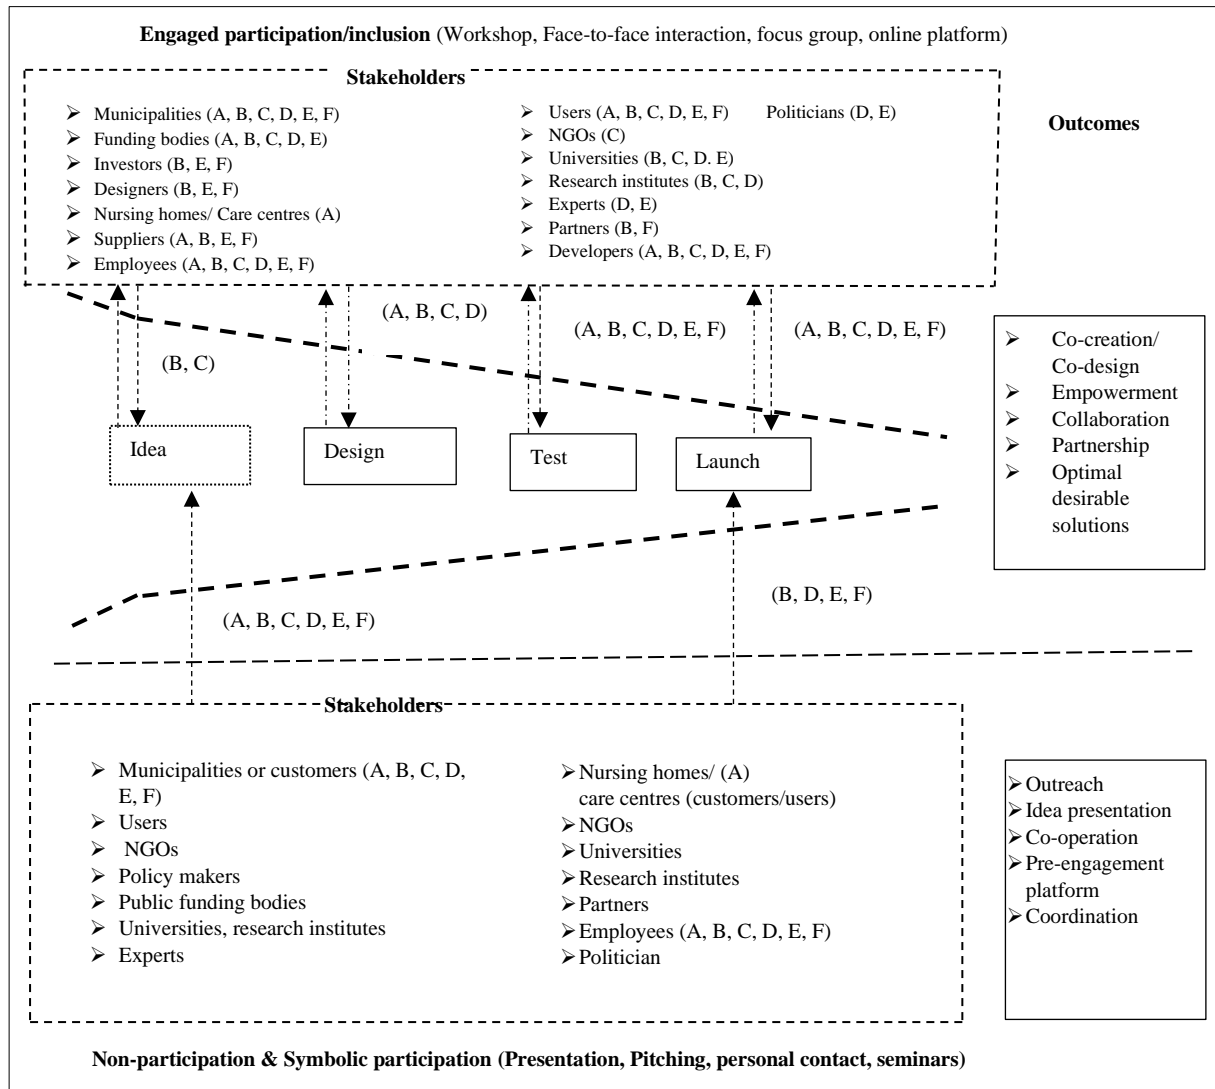 Engaged participation/inclusion (Workshop, Face-to-face interaction, focus group, online platform)
Stakeholders
➢ Municipalities (A, B, C, D, E, F)
➢ Funding bodies (A, B, C, D, E)
➢ Investors (B, E, F)
➢ Designers (B, E, F)
➢ Nursing homes/ Care centres (A)
➢ Suppliers (A, B, E, F)
➢ Employees (A, B, C, D, E, F)
➢ Users (A, B, C, D, E, F) Politicians (D, E)
➢ NGOs (C)
➢ Universities (B, C, D. E)
➢ Research institutes (B, C, D)
➢ Experts (D, E)
➢ Partners (B, F)
➢ Developers (A, B, C, D, E, F)
Outcomes
(B, C)
(A, B, C, D)
(A, B, C, D, E, F)
(A, B, C, D, E, F)
Idea
Design
Test
Launch
➢ Co-creation/
Co-design
➢ Empowerment
➢ Collaboration
➢ Partnership
➢ Optimal
desirable
solutions
(A, B, C, D, E, F)
(B, D, E, F)
Stakeholders
➢ Municipalities or customers (A, B, C, D,
E, F)
➢ Users
➢ NGOs
➢ Policy makers
➢ Public funding bodies
➢ Universities, research institutes
➢ Experts
➢ Nursing homes/ (A)
care centres (customers/users)
➢ NGOs
➢ Universities
➢ Research institutes
➢ Partners
➢ Employees (A, B, C, D, E, F)
➢ Politician
➢ Outreach
➢ Idea presentation
➢ Co-operation
➢ Pre-engagement
platform
➢ Coordination
Non-participation & Symbolic participation (Presentation, Pitching, personal contact, seminars)